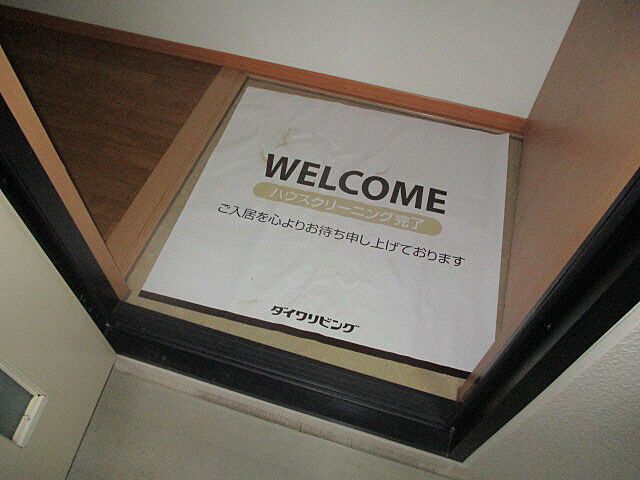 WELCOME
ハウスクリーニング完了
ご入居を心よりお待ち申し上げております
ダイワリビング